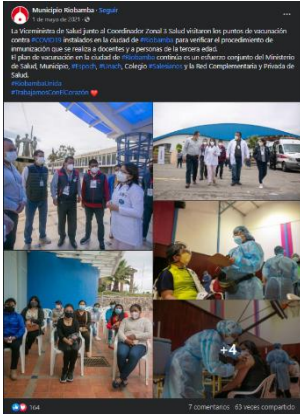 Municipio Riobamba · Seguir
1 de mayo de 2021 ·
La Viceministra de Salud junto al Coordinador Zonal 3 Salud visitaron los puntos de vacunación
contra #COVID19 instalados en la ciudad de #Riobamba para verificar el procedimiento de
inmunización que se realiza a docentes y a personas de la tercera edad.
El plan de vacunación en la ciudad de #Riobamba continúa es un esfuerzo conjunto del Ministerio
de Salud, Municipio, #Espoch, #Unach, Colegio #Salesianos y la Red Complementaria y Privada de
Salud.
#RiobambaUnida
#TrabajamosConElCorazón ❤️
+4
164
7 comentarios 63 veces compartido